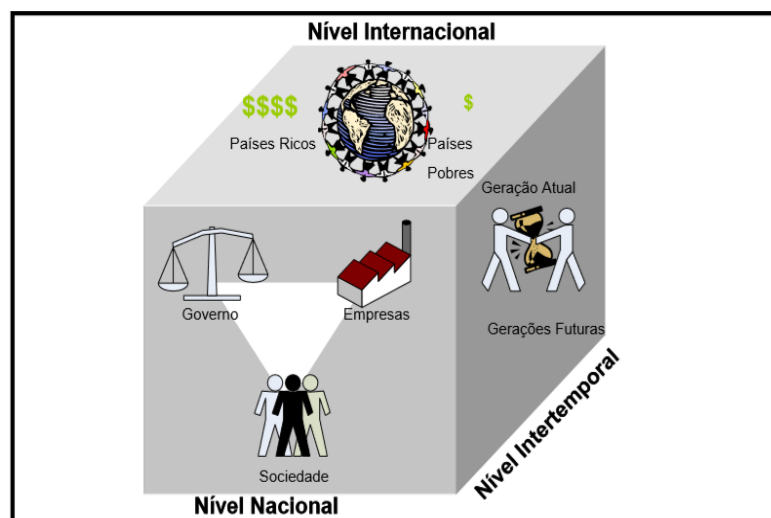 Nível Internacional
$$$$
$
Países Ricos
Países
Pobres
Geração Atual
Governo
Empresas
Gerações Futuras
Sociedade
Nível Intertemporal
Nível Nacional